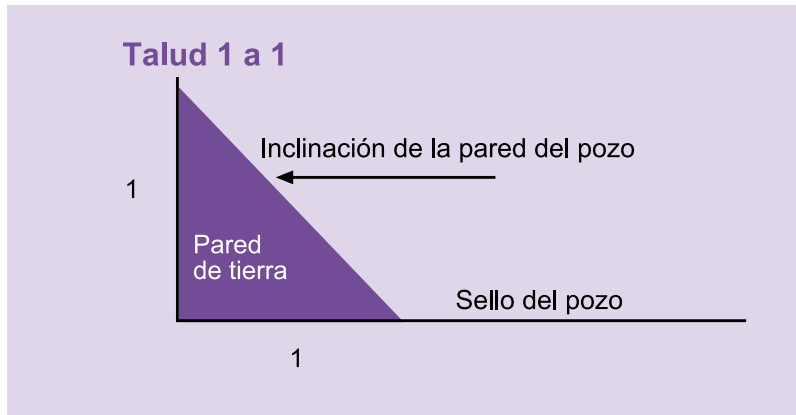 Talud 1 a 1
Inclinación de la pared del pozo
1
Pared
de tierra
Sello del pozo
1